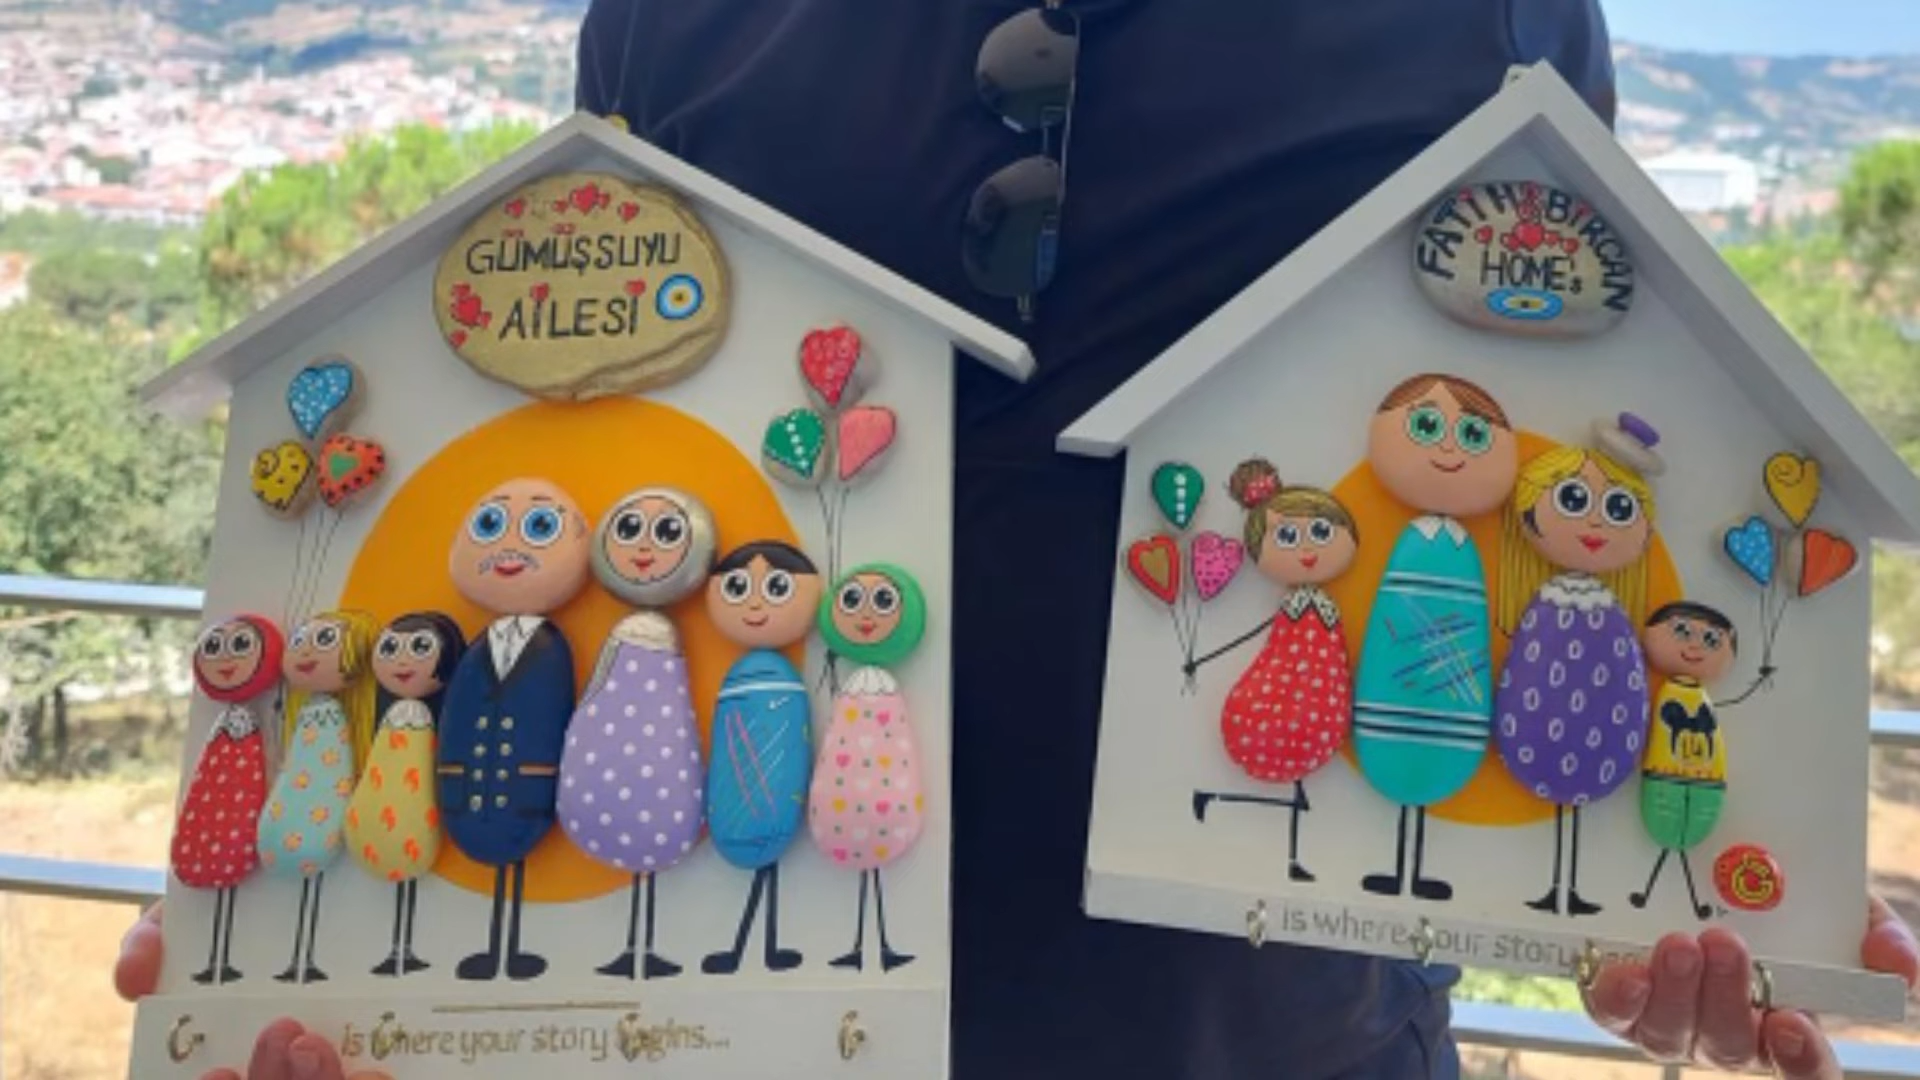 GÜMÜŞSUYU
AİLESİ
is where your story begins...
FATİH & BİRCAN
HOME's
is where your story
G